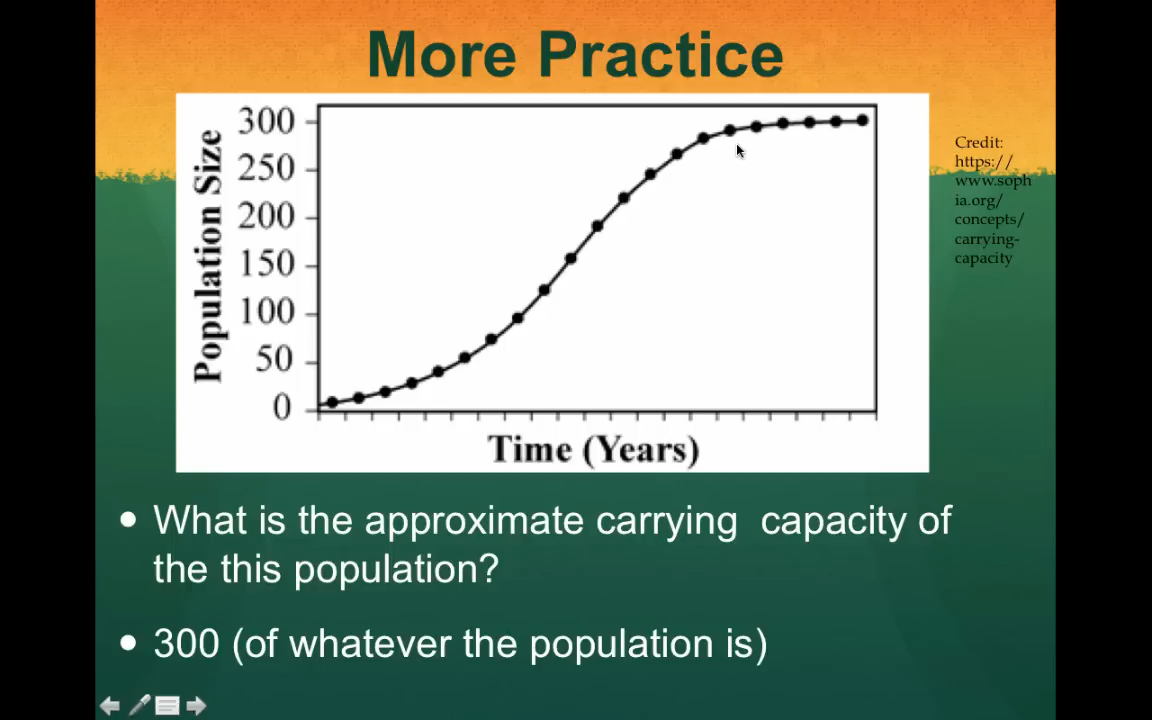 More Practice
300
250
200
150
100
50
0
Population Size
Time (Years)
Credit:
https://
www.soph
ia.org/
concepts/
carrying-
capacity
• What is the approximate carrying  capacity of
the this population?
• 300 (of whatever the population is)